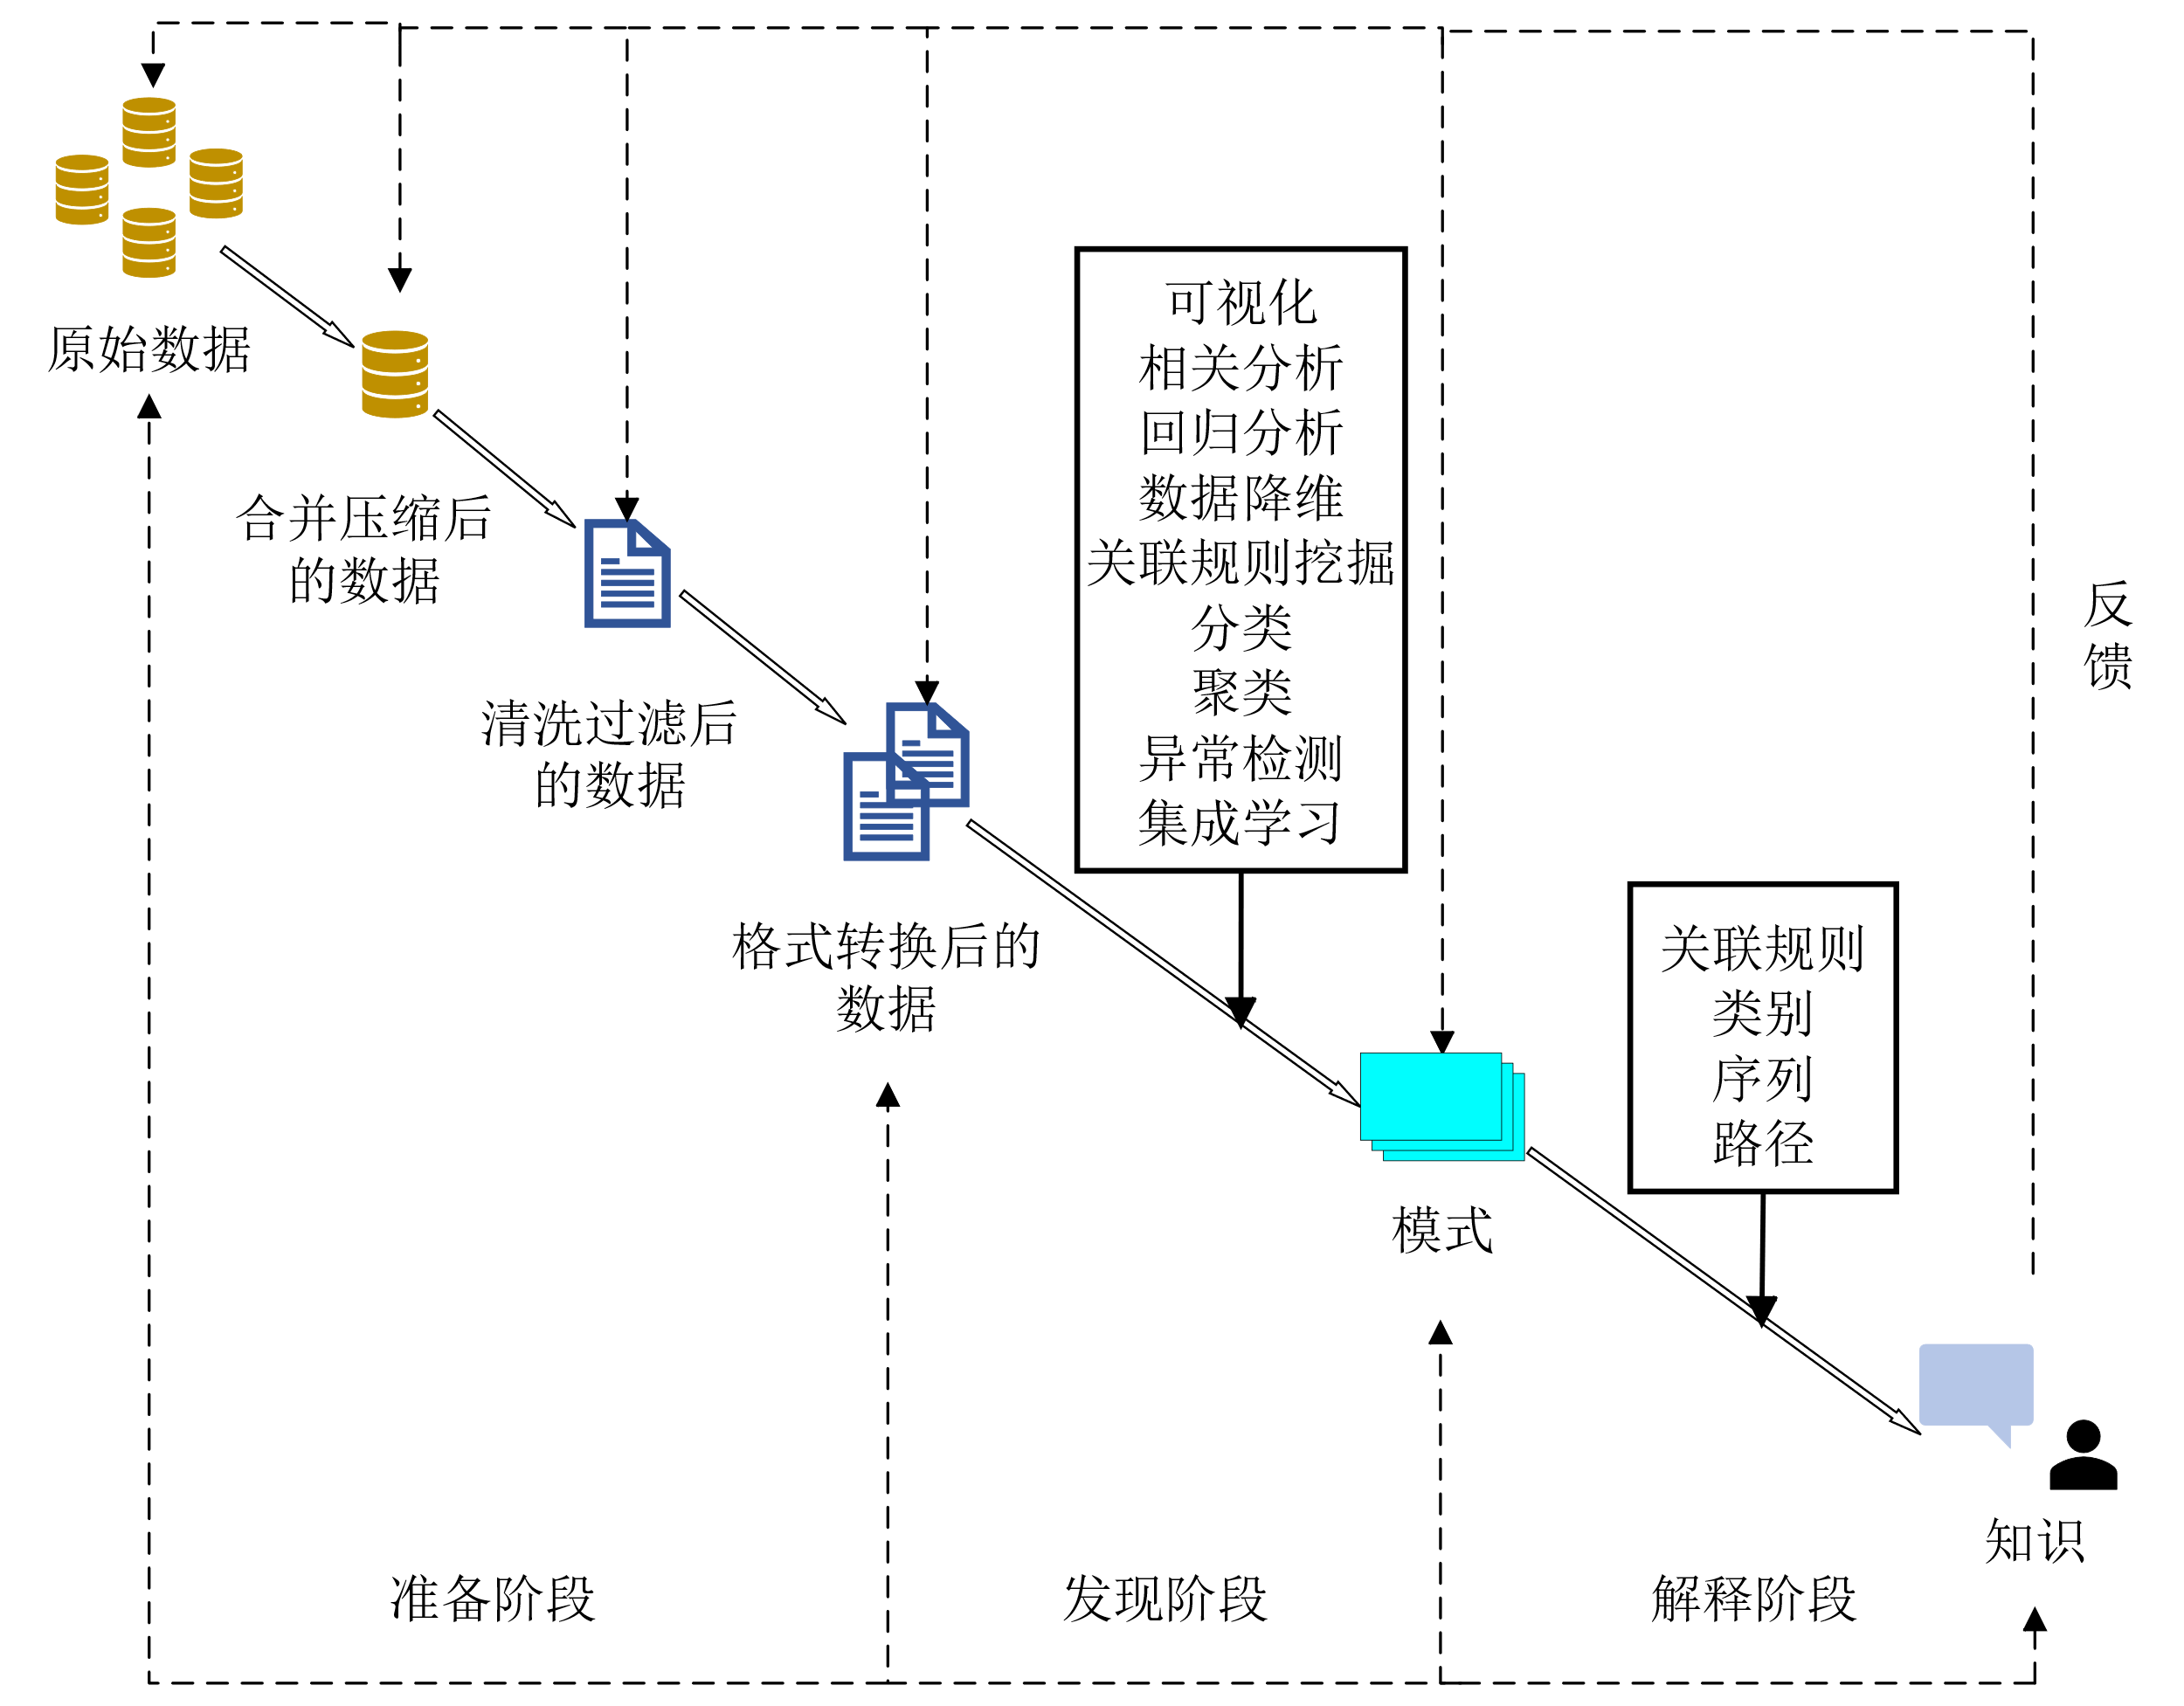 原始数据
合并压缩后
的数据
清洗过滤后
的数据
格式转换后的
数据
可视化
相关分析
回归分析
数据降维
关联规则挖掘
分类
聚类
异常检测
集成学习
模式
关联规则
类别
序列
路径
反
馈
知识
准备阶段
发现阶段
解释阶段